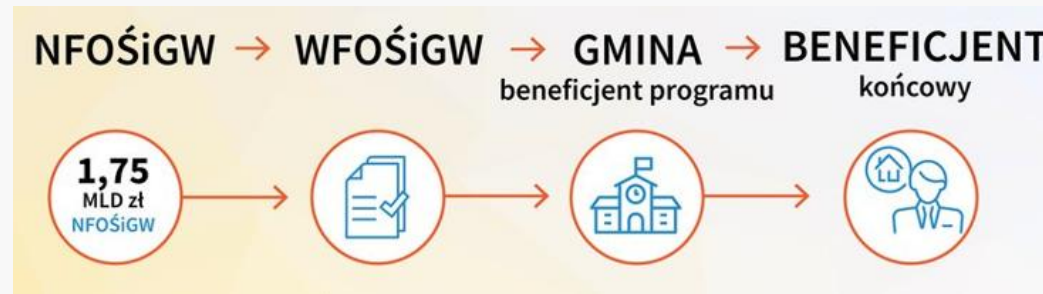 NFOŚiGW → WFOŚiGW → GMINA → BENEFICJENT
beneficjent programu
końcowy
1,75
MLD zł
NFOŚiGW